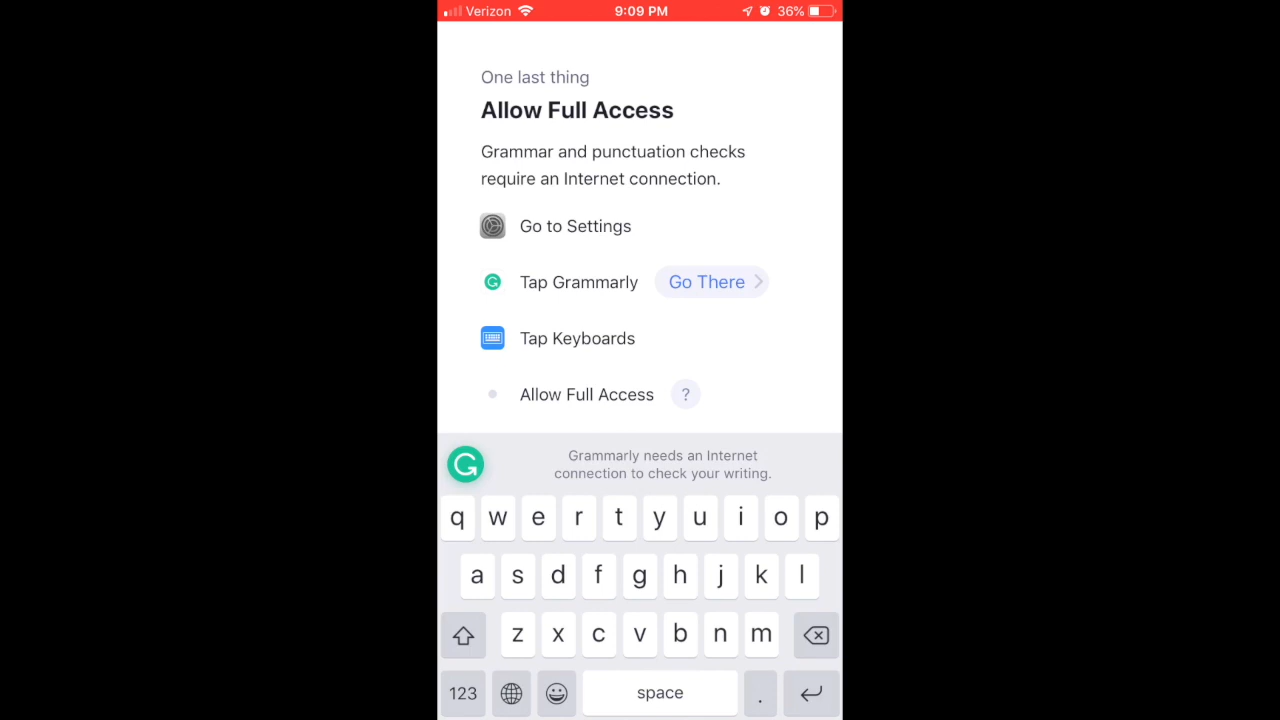 Verizon 9:09 PM 36%
One last thing
Allow Full Access
Grammar and punctuation checks
require an Internet connection.
Go to Settings
Tap Grammarly Go There
Tap Keyboards
Allow Full Access ?
Grammarly needs an Internet
connection to check your writing.
q w e r t y u i o p
a s d f g h j k l
z x c v b n m
123 space .